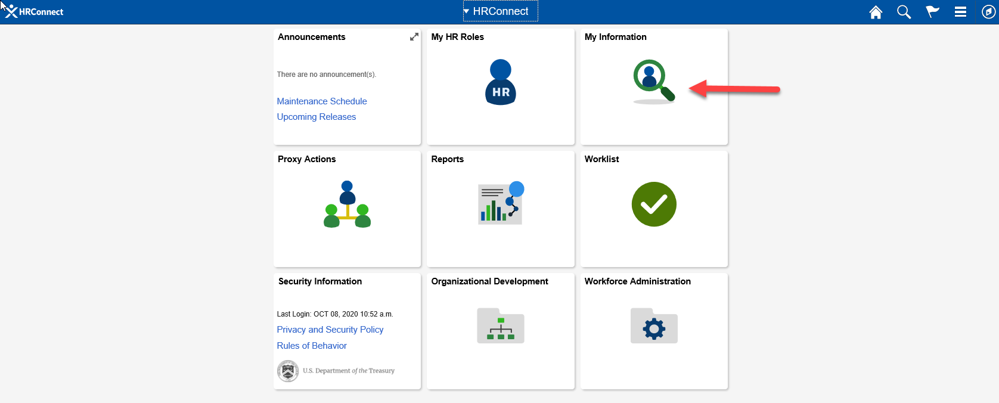 HRConnect
HRConnect
Announcements
There are no announcement(s).
Maintenance Schedule
Upcoming Releases
My HR Roles
HR
My Information
Proxy Actions
Reports
Worklist
Security Information
Last Login: OCT 08, 2020 10:52 a.m.
Privacy and Security Policy
Rules of Behavior
U.S. Department of the Treasury
Organizational Development
Workforce Administration